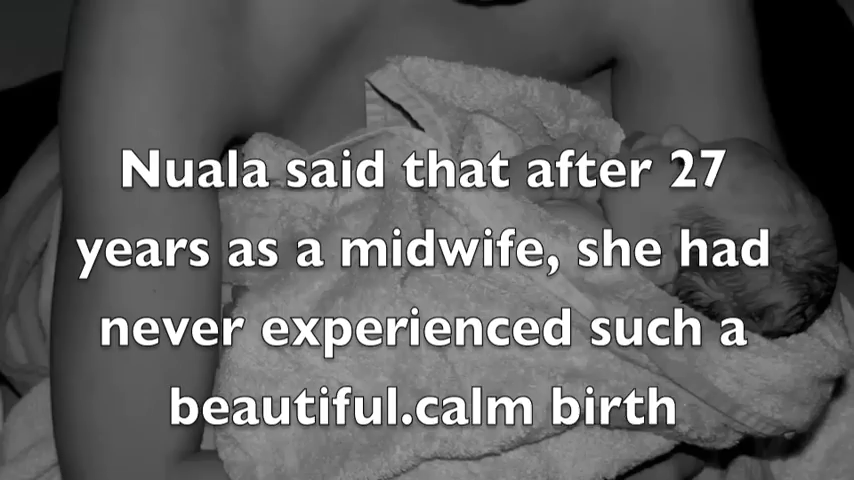 Nuala said that after 27
years as a midwife, she had
never experienced such a
beautiful.calm birth